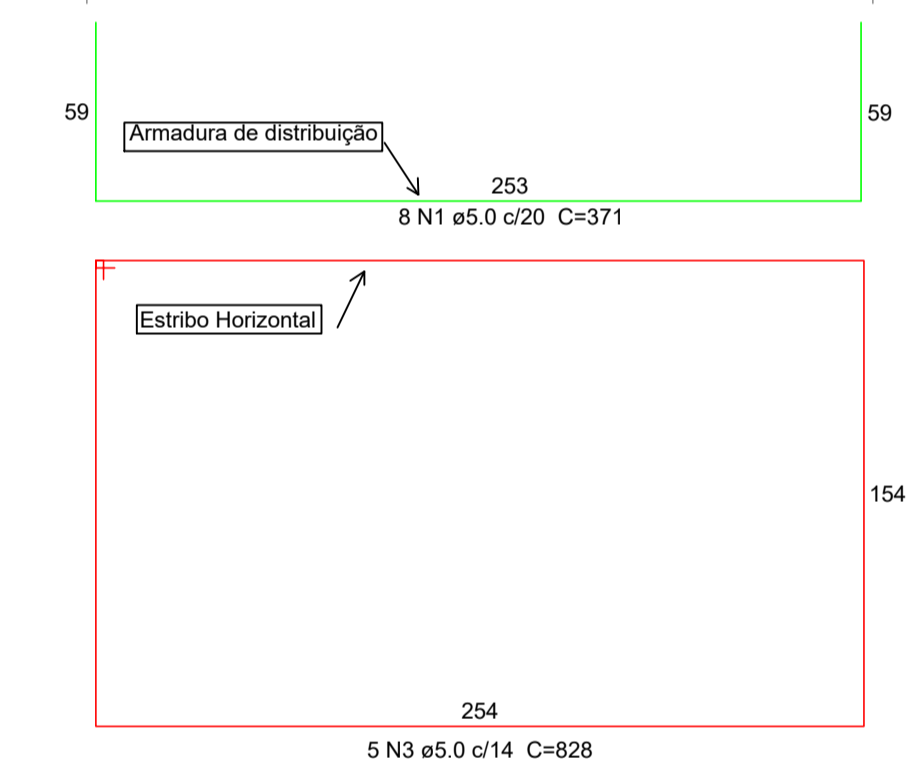 59
59
Armadura de distribuição
253
8 N1 ø5.0 c/20 C=371
Estribo Horizontal
154
254
5 N3 ø5.0 c/14 C=828